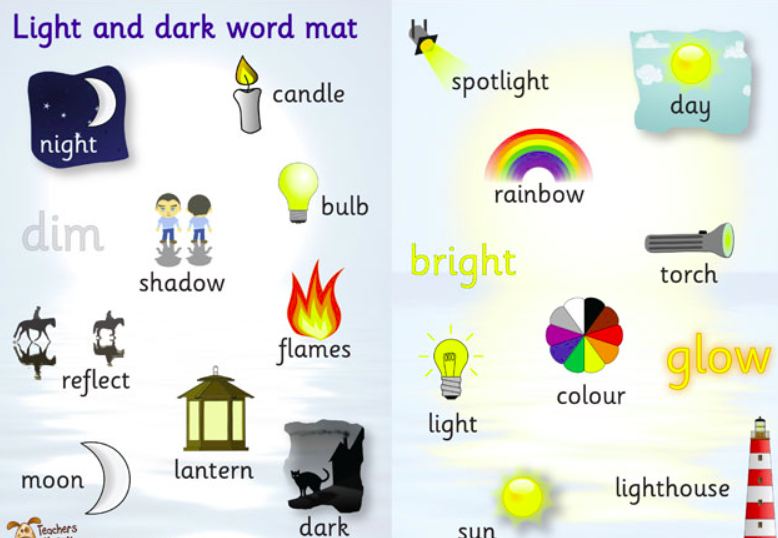 Light and dark word mat
candle
night
bulb
dim
shadow
flames
reflect
lantern
moon
dark
Teachers
spotlight
day
rainbow
bright
torch
glow
colour
light
lighthouse
sun